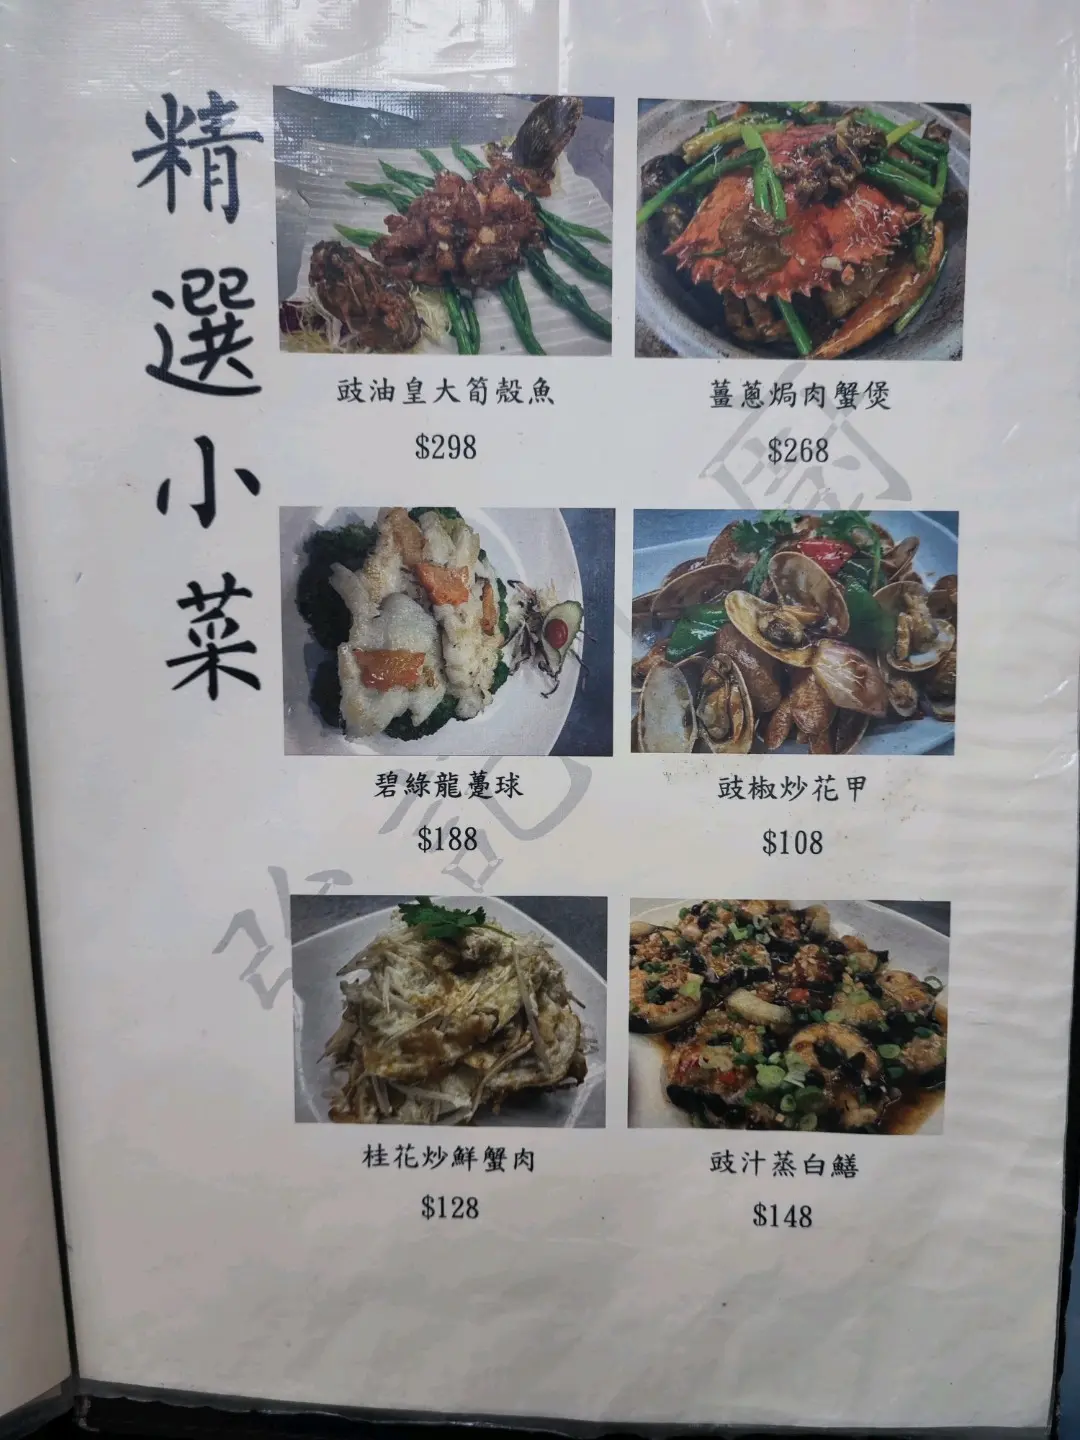 精選小菜
豉油皇大筍殼魚
$298
薑蔥焗肉蟹煲
$268
碧綠龍躉球
$188
豉椒炒花甲
$108
桂花炒鮮蟹肉
$128
豉汁蒸白鱔
$148